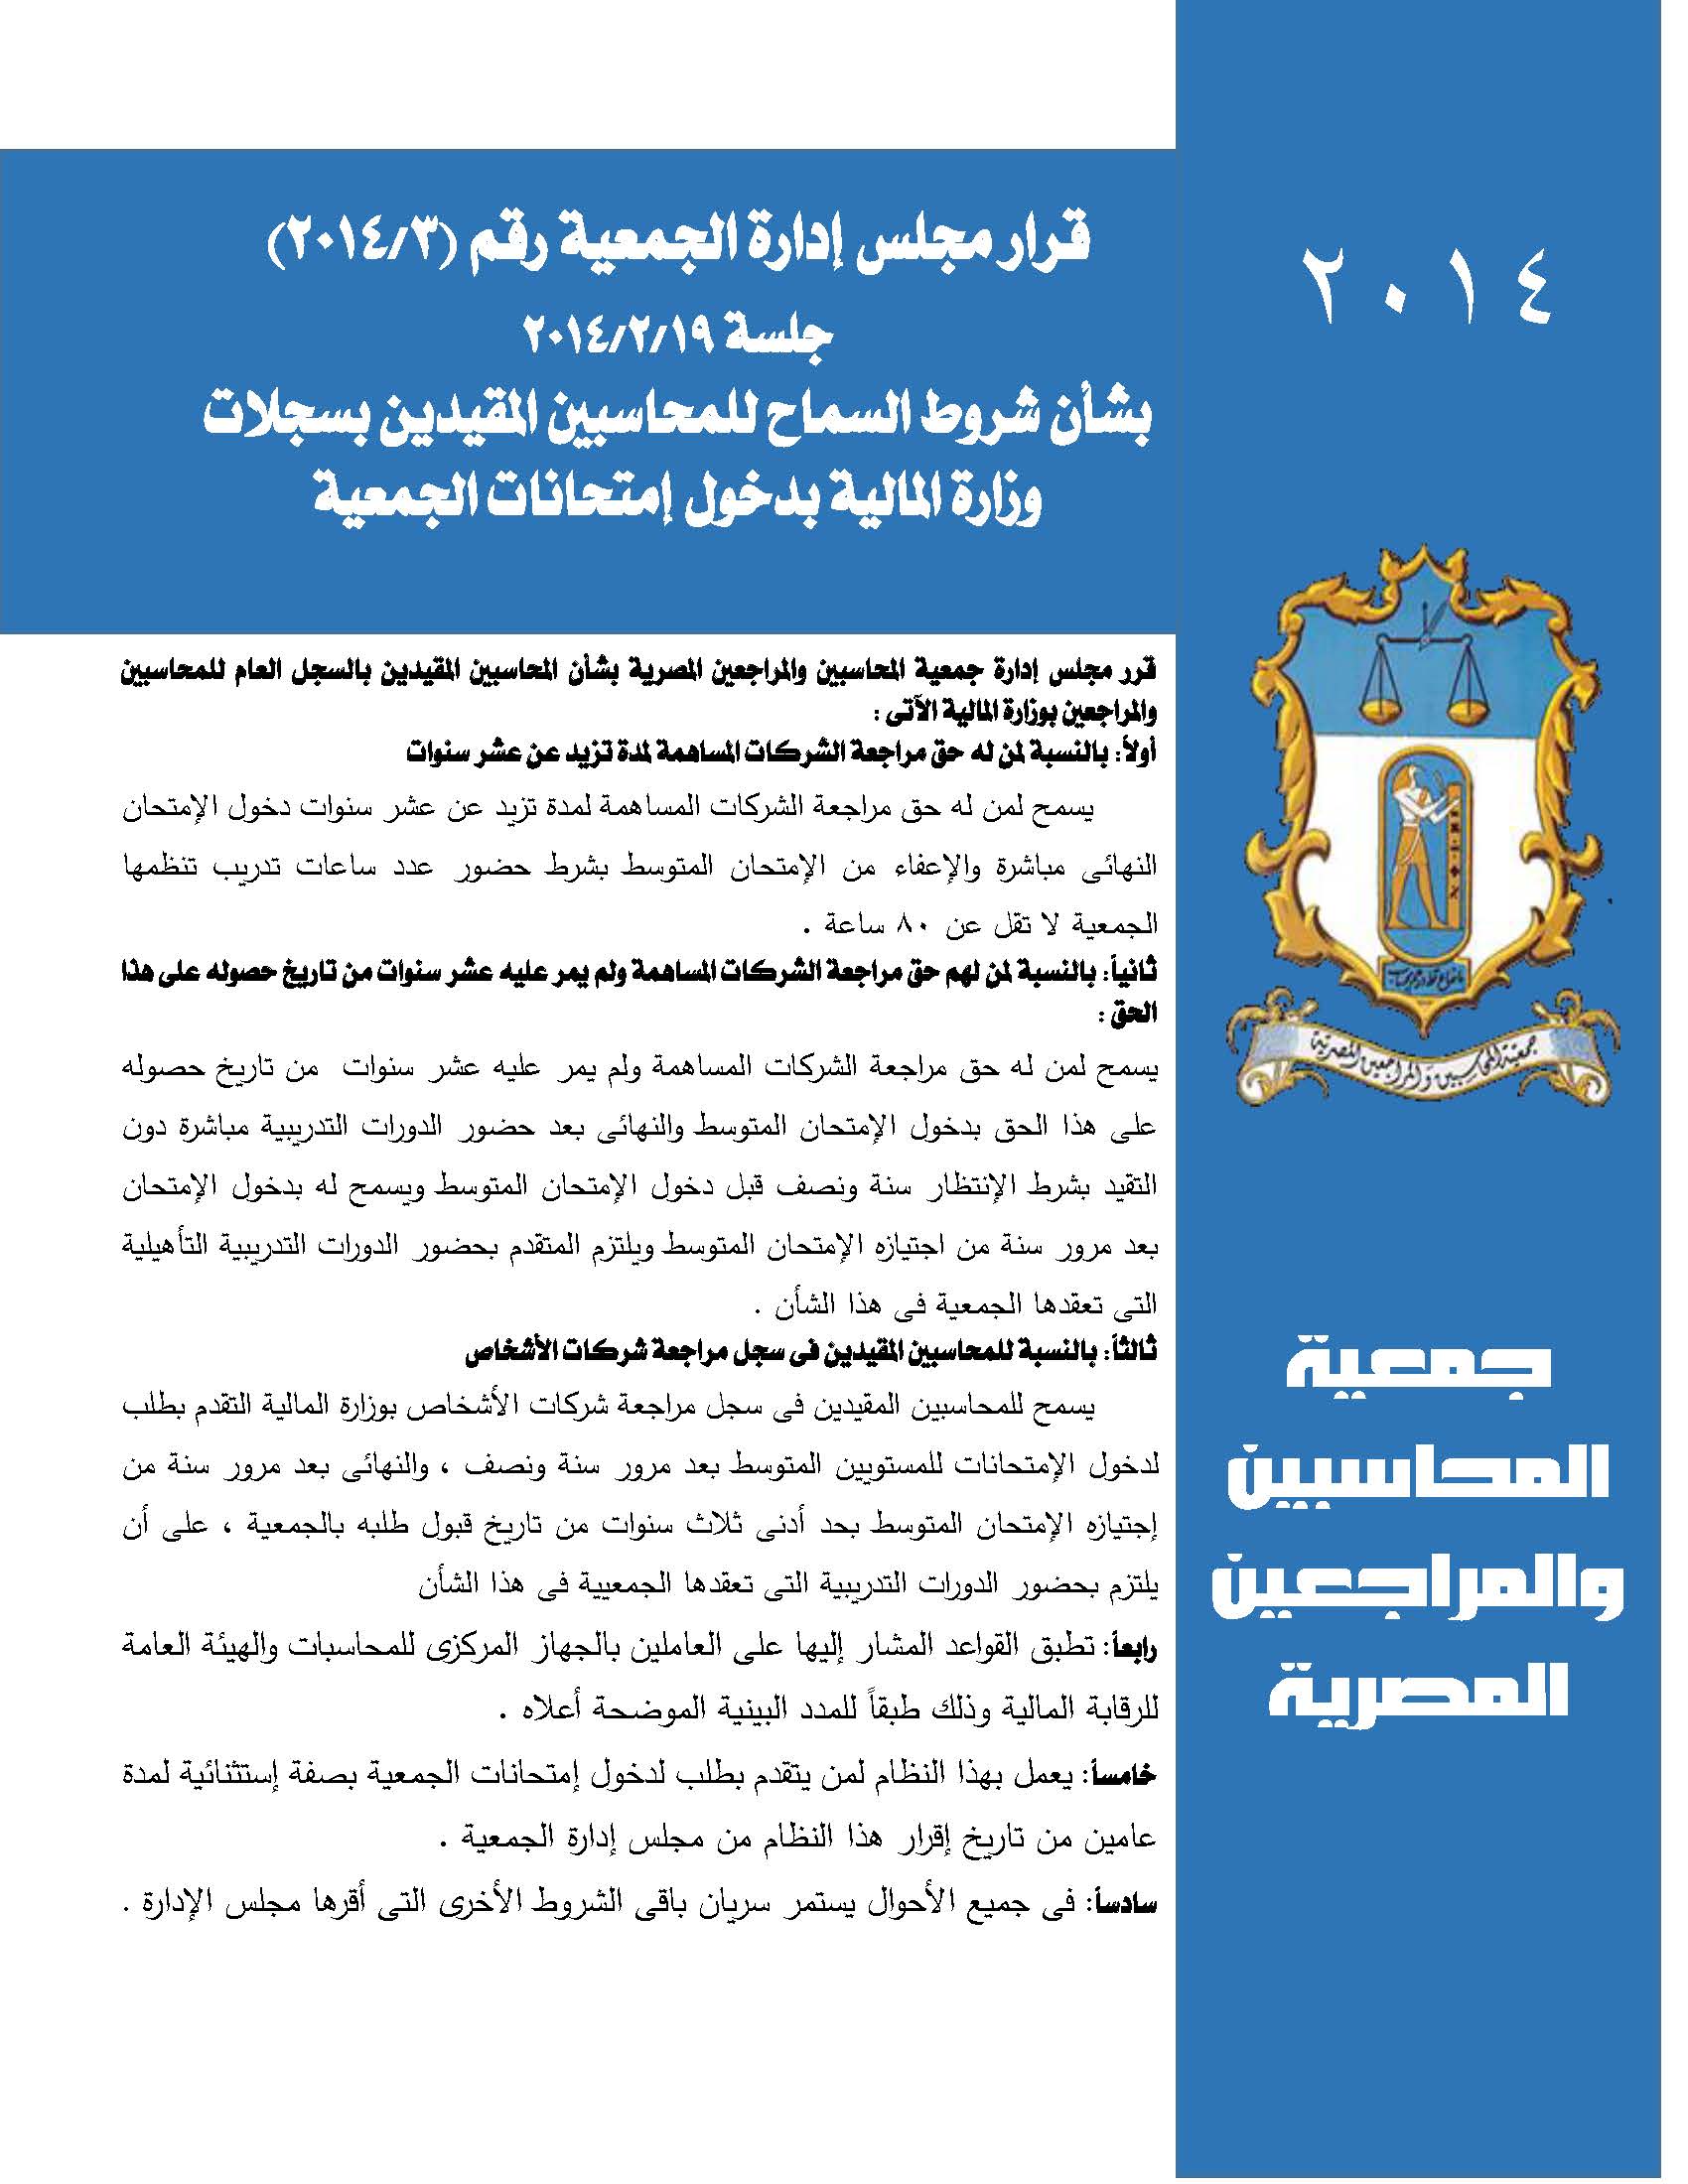 ٢٠١٤
قرار مجلس إدارة الجمعية رقم (٢٠١٤/٣)
جلسة ٢٠١٤/٢/١٩
بشأن شروط السماح للمحاسبين المقيدين بسجلات
وزارة المالية بدخول إمتحانات الجمعية
قرر مجلس إدارة جمعية المحاسبين والمراجعين المصرية بشأن المحاسبين المقيدين بالسجل العام للمحاسبين
والمراجعين بوزارة المالية الآتى :
أولاً: بالنسبة لمن له حق مراجعة الشركات المساهمة لمدة تزيد عن عشر سنوات
يسمح لمن له حق مراجعة الشركات المساهمة لمدة تزيد عن عشر سنوات دخول الإمتحان
النهائى مباشرة والإعفاء من الإمتحان المتوسط بشرط حضور عدد ساعات تدريب تنظمها
الجمعية لا تقل عن ٨٠ ساعة .
ثانياً: بالنسبة لمن لهم حق مراجعة الشركات المساهمة ولم يمر عليه عشر سنوات من تاريخ حصوله على هذا
الحق :
يسمح لمن له حق مراجعة الشركات المساهمة ولم يمر عليه عشر سنوات من تاريخ حصوله
على هذا الحق بدخول الإمتحان المتوسط والنهائى بعد حضور الدورات التدريبية مباشرة دون
التقيد بشرط الإنتظار سنة ونصف قبل دخول الإمتحان المتوسط ويسمح له بدخول الإمتحان
بعد مرور سنة من اجتيازه الإمتحان المتوسط ويلتزم المتقدم بحضور الدورات التدريبية التأهيلية
التى تعقدها الجمعية فى هذا الشأن .
ثالثاً: بالنسبة للمحاسبين المقيدين فى سجل مراجعة شركات الأشخاص
يسمح للمحاسبين المقيدين فى سجل مراجعة شركات الأشخاص بوزارة المالية التقدم بطلب
لدخول الإمتحانات للمستويين المتوسط بعد مرور سنة ونصف ، والنهائى بعد مرور سنة من
إجتيازه الإمتحان المتوسط بحد أدنى ثلاث سنوات من تاريخ قبول طلبه بالجمعية ، على أن
يلتزم بحضور الدورات التدريبية التى تعقدها الجمعيية فى هذا الشأن
رابعاً: تطبق القواعد المشار إليها على العاملين بالجهاز المركزى للمحاسبات والهيئة العامة
للرقابة المالية وذلك طبقاً للمدد البينية الموضحة أعلاه .
خامساً: يعمل بهذا النظام لمن يتقدم بطلب لدخول إمتحانات الجمعية بصفة إستثنائية لمدة
عامين من تاريخ إقرار هذا النظام من مجلس إدارة الجمعية .
سادساً: فى جميع الأحوال يستمر سريان باقى الشروط الأخرى التى أقرها مجلس الإدارة .
جمعية المحاسبين والمراجعين المصرية
جمعية
المحاسبين
والمراجعين
المصرية